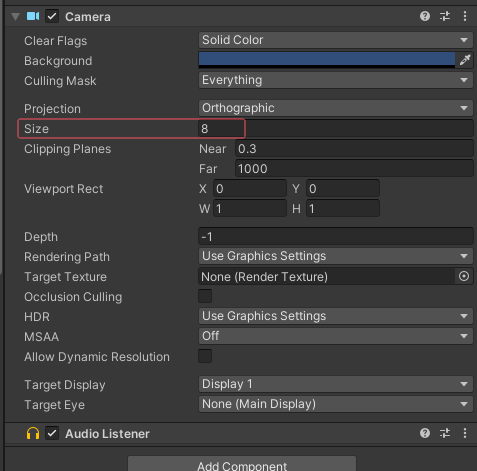 Camera
Clear Flags Solid Color
Background
Culling Mask Everything
Projection Orthographic
Size 8
Clipping Planes Near 0.3
Far 1000
Viewport Rect X 0 Y 0
W 1 H 1
Depth -1
Rendering Path Use Graphics Settings
Target Texture None (Render Texture)
Occlusion Culling
HDR Use Graphics Settings
MSAA Off
Allow Dynamic Resolution
Target Display Display 1
Target Eye None (Main Display)
Audio Listener
Add Component